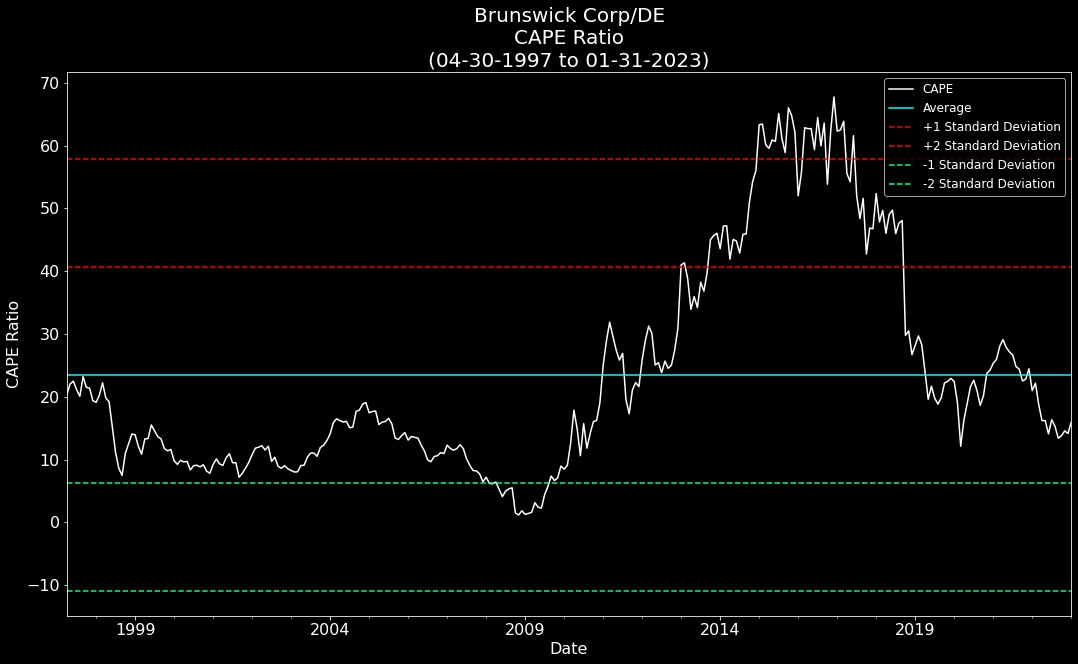 Brunswick Corp/DE
CAPE Ratio
(04-30-1997 to 01-31-2023)
70
60
50
40
30
20
10
0
−10
CAPE Ratio
CAPE
Average
+1 Standard Deviation
+2 Standard Deviation
-1 Standard Deviation
-2 Standard Deviation
1999
2004
2009
2014
2019
Date